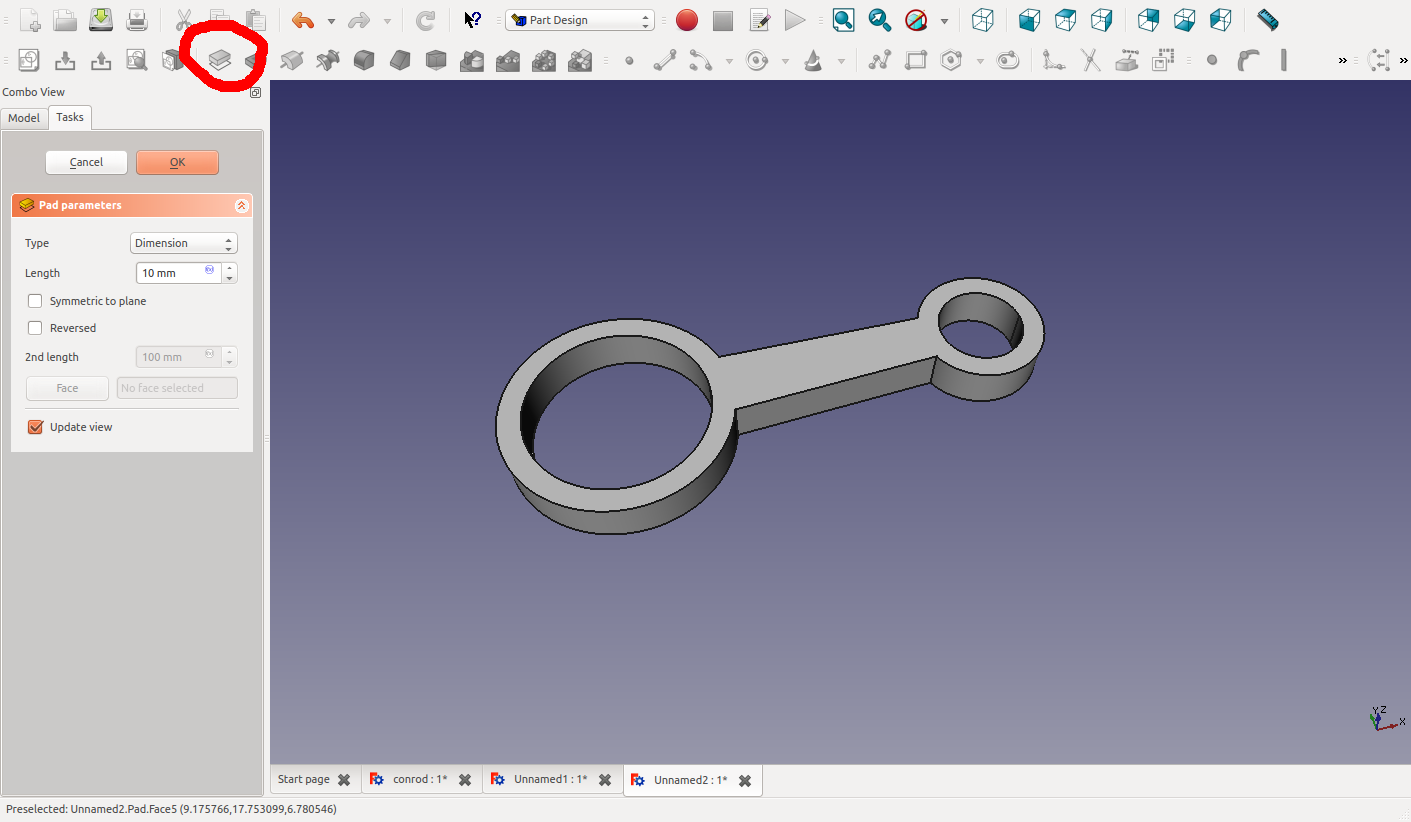 Part Design
Combo View
Model
Tasks
Cancel
OK
Pad parameters
Type
Dimension
Length
10 mm
Symmetric to plane
Reversed
2nd length
100 mm
Face
No face selected
Update view
Y Z
X
Start page
conrod : 1*
Unnamed1 : 1*
Unnamed2 : 1*
Preselected: Unnamed2.Pad.Face5 (9.175766,17.753099,6.780546)